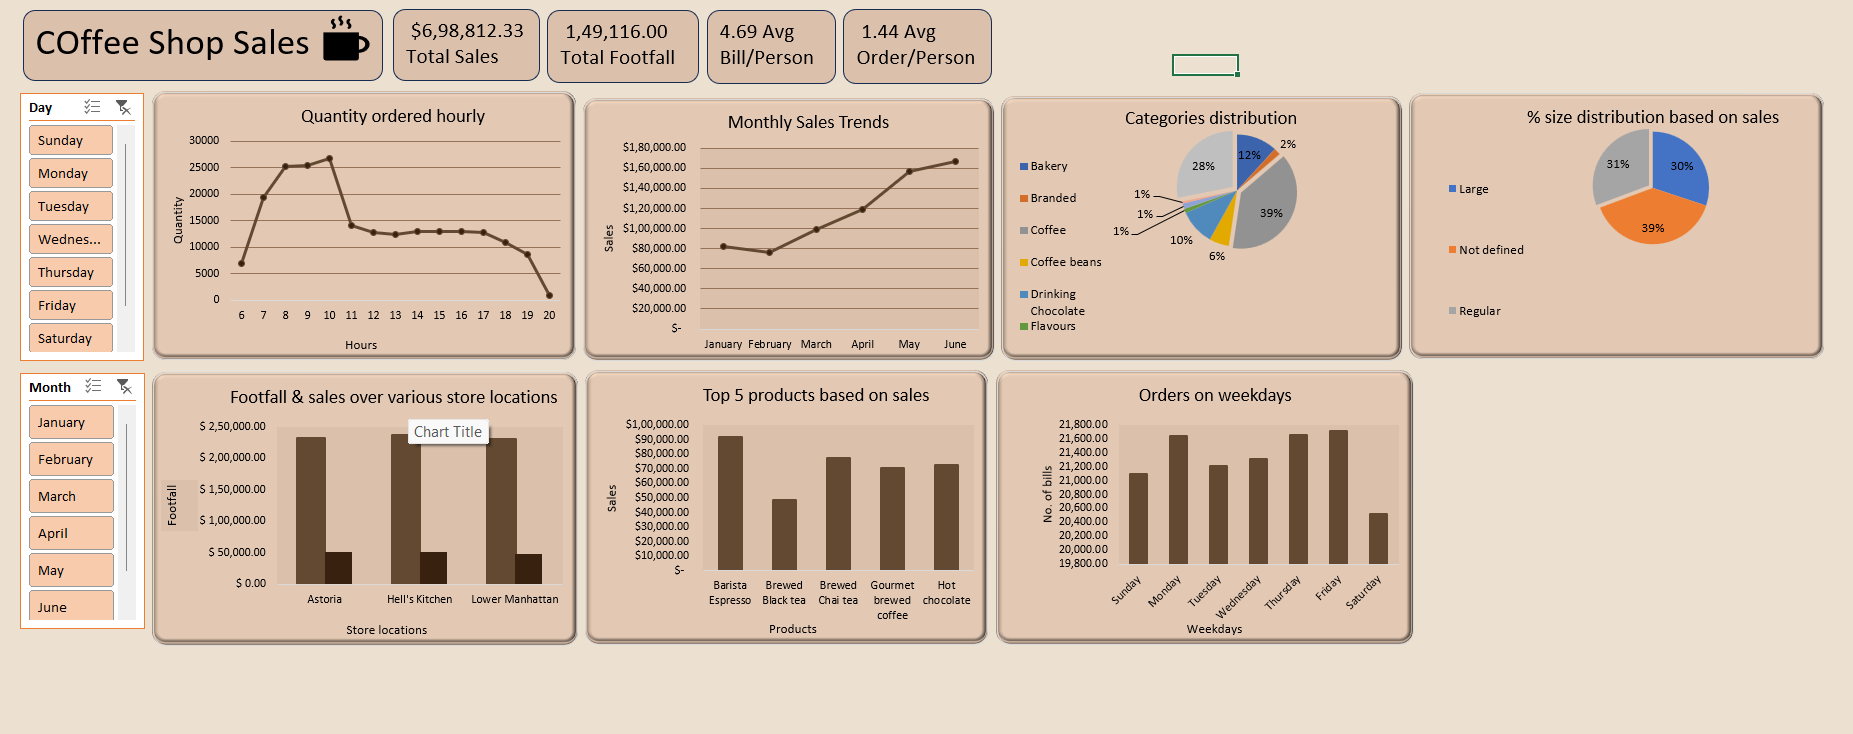 COffee Shop Sales
$6,98,812.33
Total Sales
1,49,116.00
Total Footfall
4.69 Avg
Bill/Person
1.44 Avg
Order/Person
Day
Sunday
Monday
Tuesday
Wednes...
Thursday
Friday
Saturday
Quantity ordered hourly
Quantity
30000
25000
20000
15000
10000
5000
0
6 7 8 9 10 11 12 13 14 15 16 17 18 19 20
Hours
Monthly Sales Trends
Sales
$1,80,000.00
$1,60,000.00
$1,40,000.00
$1,20,000.00
$1,00,000.00
$80,000.00
$60,000.00
$40,000.00
$20,000.00
$-
January February March April May June
Categories distribution
Bakery
Branded
Coffee
Coffee beans
Drinking
Chocolate
Flavours
12%
2%
39%
6%
10%
1%
1%
1%
28%
% size distribution based on sales
Large
Not defined
Regular
30%
39%
31%
Month
January
February
March
April
May
June
Footfall & sales over various store locations
Chart Title
Footfall
$ 2,50,000.00
$ 2,00,000.00
$ 1,50,000.00
$ 1,00,000.00
$ 50,000.00
$ 0.00
Astoria Hell's Kitchen Lower Manhattan
Store locations
Top 5 products based on sales
Sales
$1,00,000.00
$90,000.00
$80,000.00
$70,000.00
$60,000.00
$50,000.00
$40,000.00
$30,000.00
$20,000.00
$10,000.00
$-
Barista
Espresso
Brewed
Black tea
Brewed
Chai tea
Gourmet
brewed
coffee
Hot
chocolate
Products
Orders on weekdays
No. of bills
21,800.00
21,600.00
21,400.00
21,200.00
21,000.00
20,800.00
20,600.00
20,400.00
20,200.00
20,000.00
19,800.00
Sunday
Monday
Tuesday
Wednesday
Thursday
Friday
Saturday
Weekdays